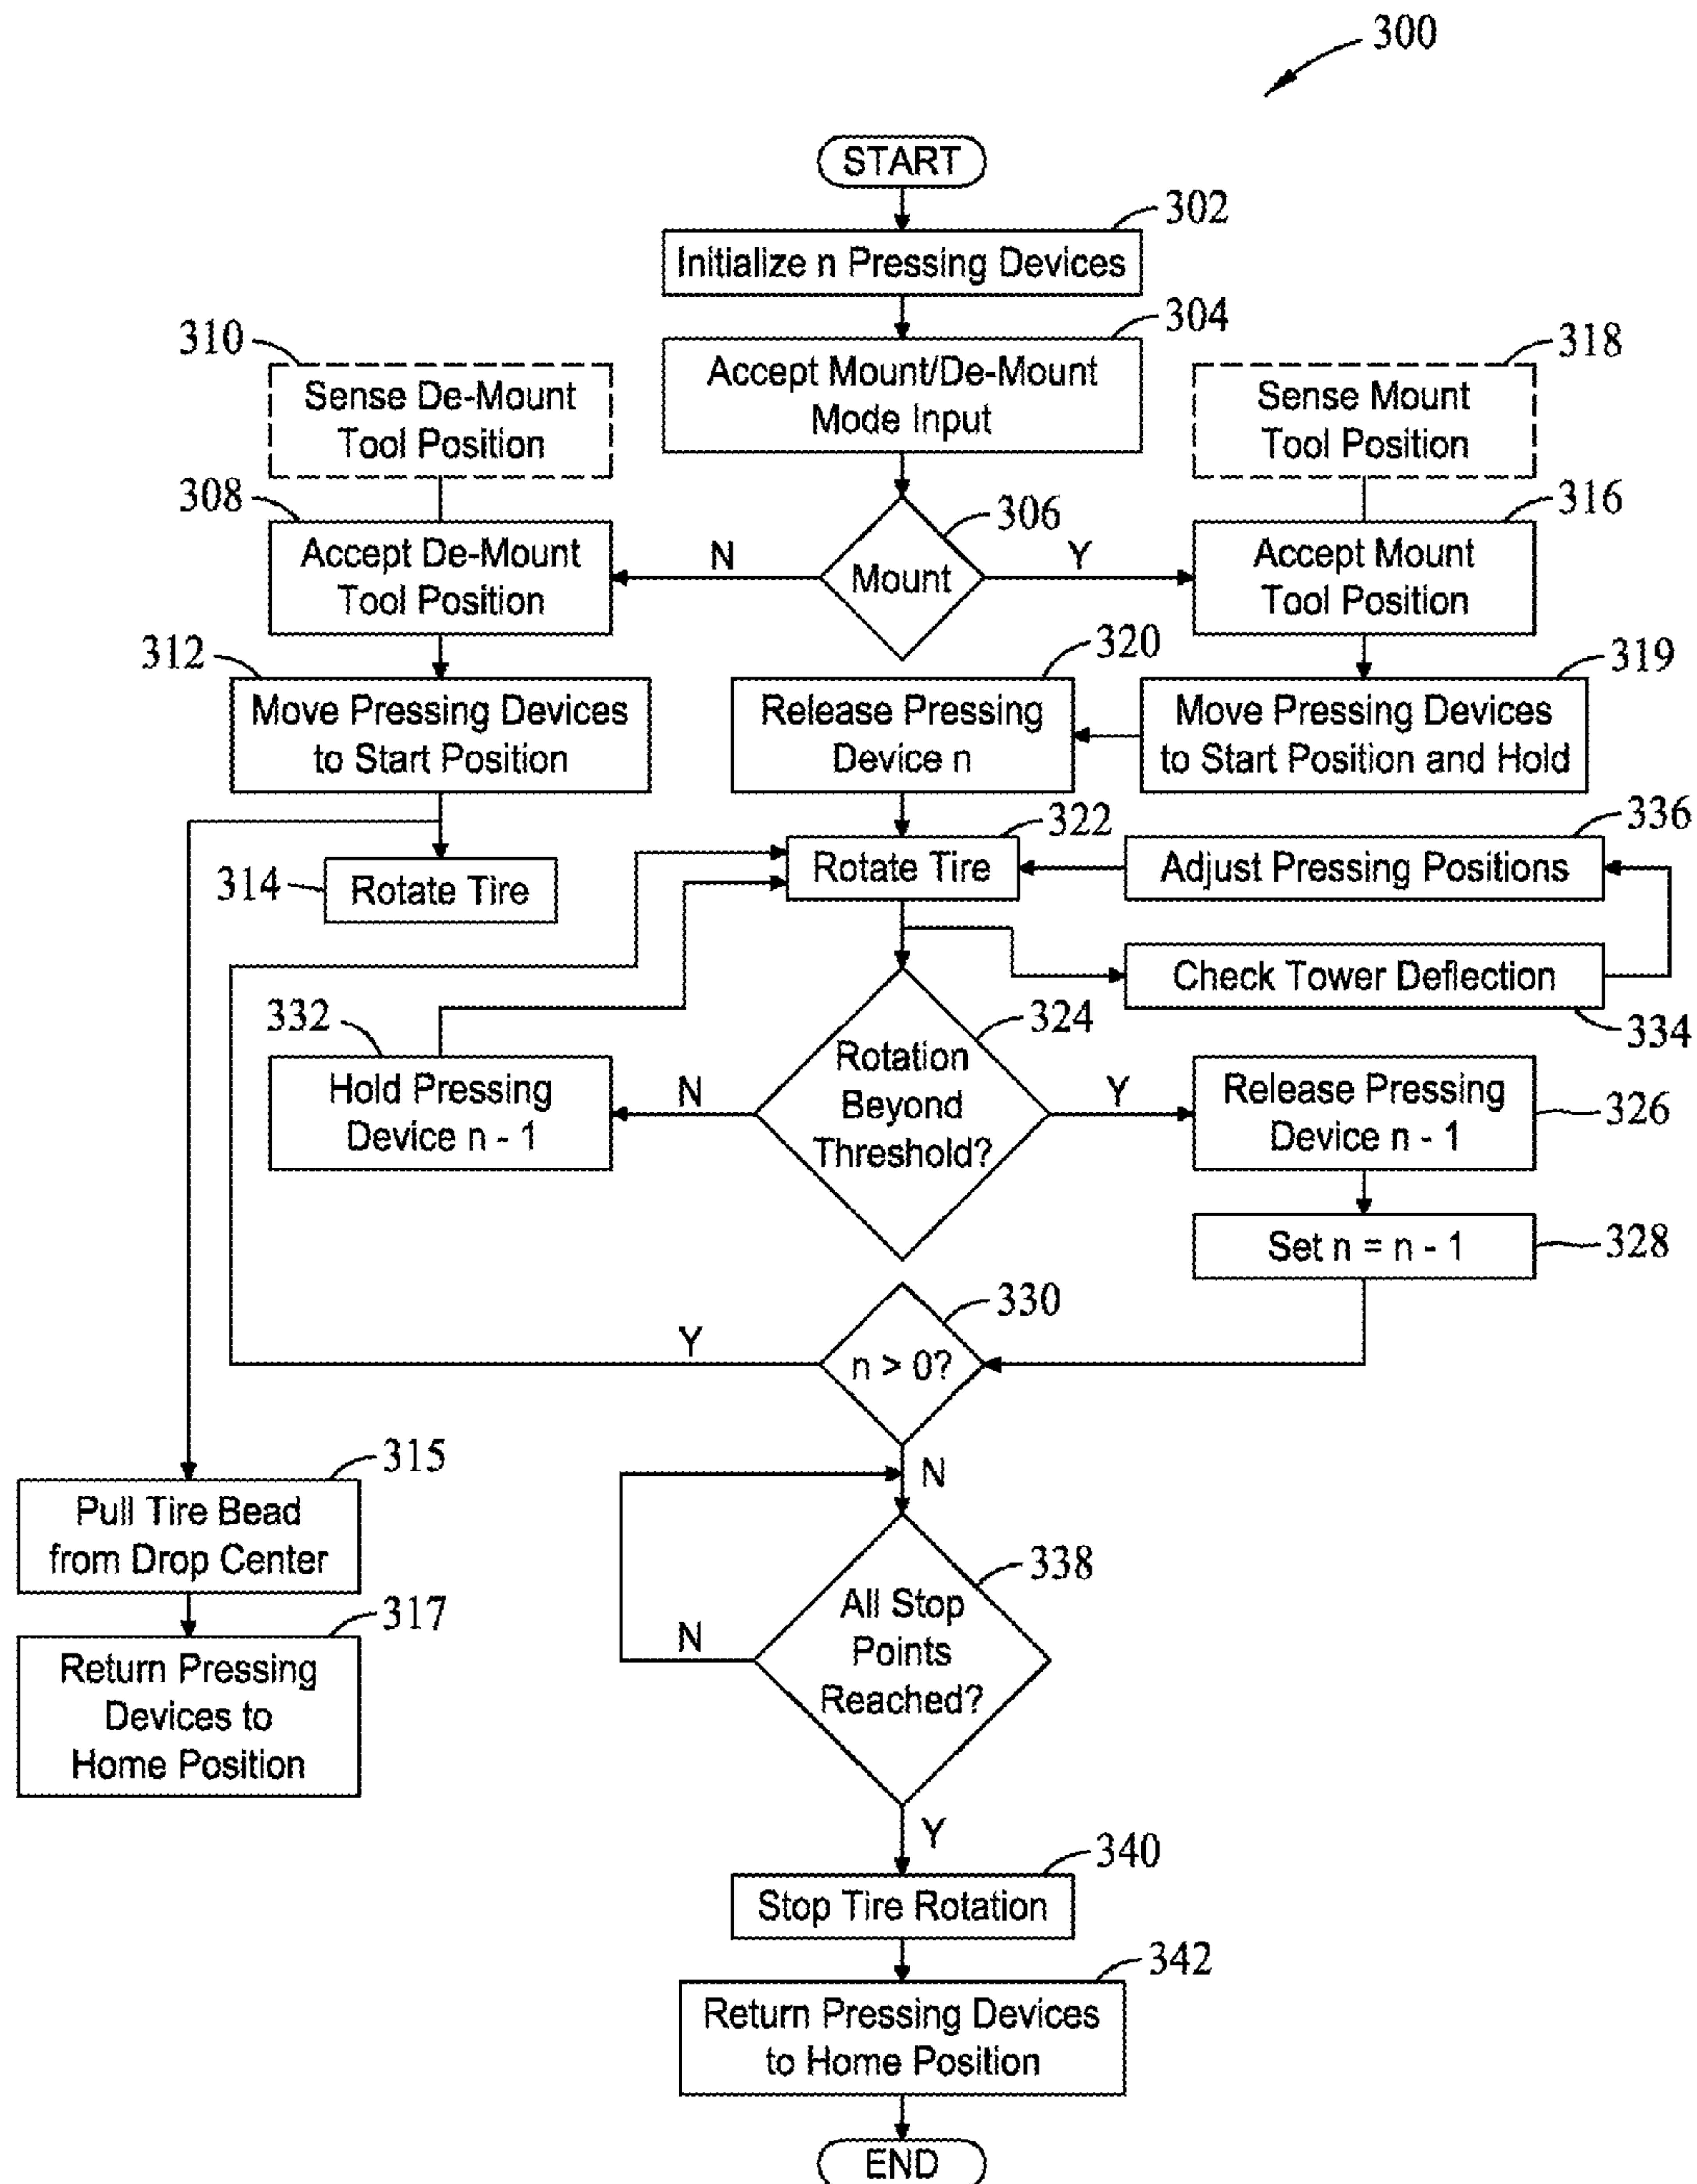 300
START
302
Initialize n Pressing Devices
304
Accept Mount/De-Mount
Mode Input
310
Sense De-Mount
Tool Position
318
Sense Mount
Tool Position
308
Accept De-Mount
Tool Position
N
306
Mount
Y
316
Accept Mount
Tool Position
312
Move Pressing Devices
to Start Position
320
Release Pressing
Device n
319
Move Pressing Devices
to Start Position and Hold
314
Rotate Tire
322
Rotate Tire
336
Adjust Pressing Positions
Check Tower Deflection
334
332
Hold Pressing
Device n - 1
N
324
Rotation
Beyond
Threshold?
Y
Release Pressing
Device n - 1
326
Set n = n - 1
328
330
n > 0?
Y
N
315
Pull Tire Bead
from Drop Center
317
Return Pressing
Devices to
Home Position
338
All Stop
Points
Reached?
N
Y
340
Stop Tire Rotation
342
Return Pressing Devices
to Home Position
END